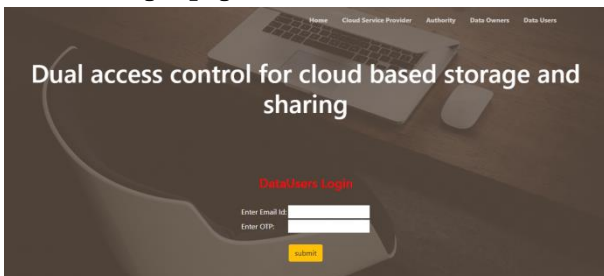 Home Cloud Service Provider Authority Data Owners Data Users
Dual access control for cloud based storage and
sharing
DataUsers Login
Enter Email Id:
Enter OTP:
submit